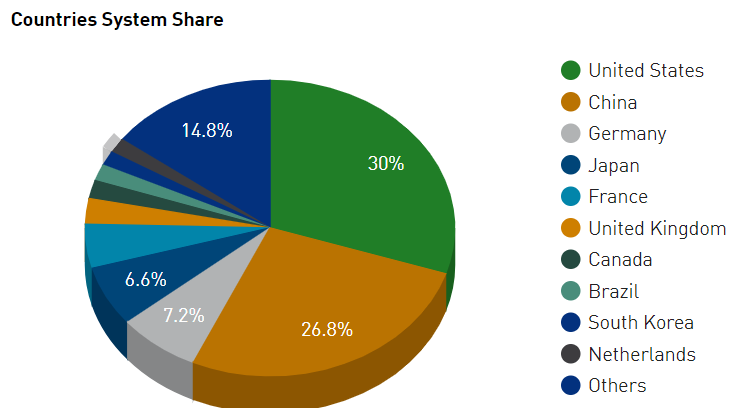 Countries System Share
14.8%
30%
6.6%
7.2%
26.8%
United States
China
Germany
Japan
France
United Kingdom
Canada
Brazil
South Korea
Netherlands
Others